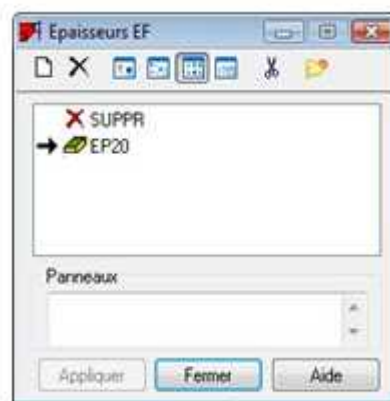 Epaisseurs EF
SUPPR
EP20
Panneaux
Appliquer Fermer Aide